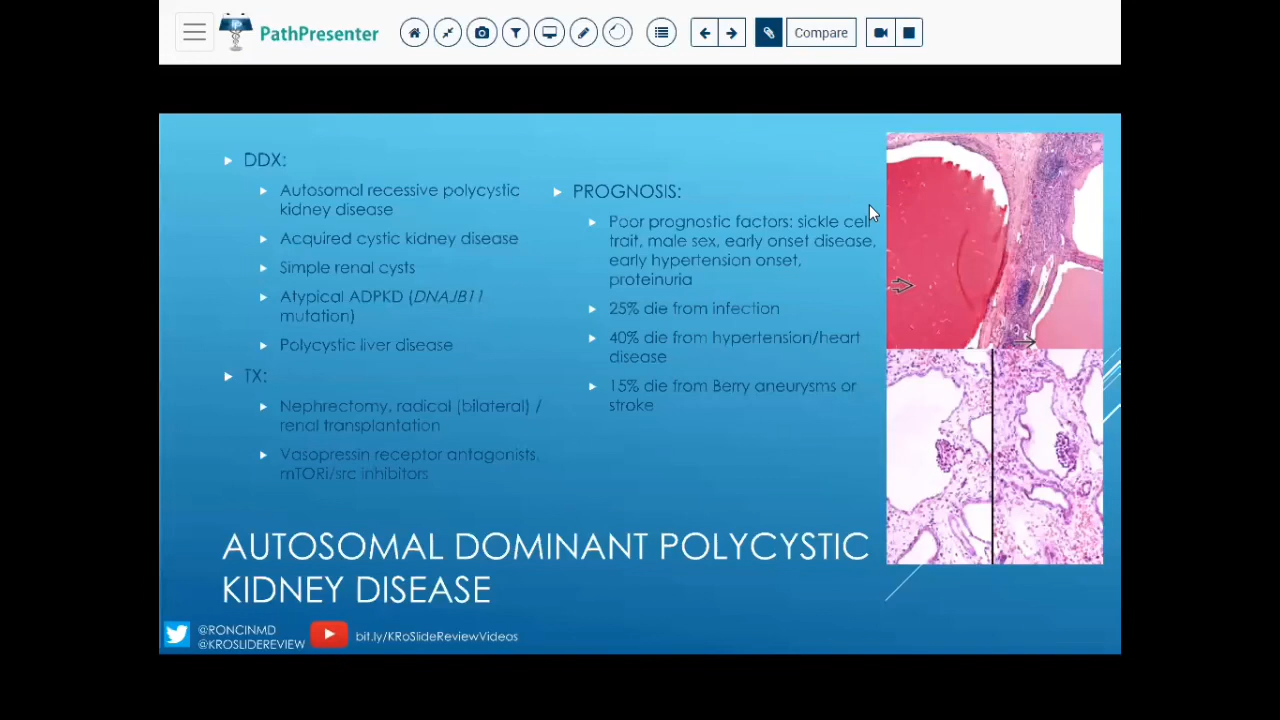 PathPresenter
Compare
DDX:
Autosomal recessive polycystic
kidney disease
Acquired cystic kidney disease
Simple renal cysts
Atypical ADPKD (DNAJB11
mutation)
Polycystic liver disease
TX:
Nephrectomy, radical (bilateral) /
renal transplantation
Vasopressin receptor antagonists,
mTORi/src inhibitors
PROGNOSIS:
Poor prognostic factors: sickle cell
trait, male sex, early onset disease,
early hypertension onset,
proteinuria
25% die from infection
40% die from hypertension/heart
disease
15% die from Berry aneurysms or
stroke
AUTOSOMAL DOMINANT POLYCYSTIC
KIDNEY DISEASE
@RONCINMD
@KROSLIDEREVIEW
bit.ly/KRoSlideReviewVideos